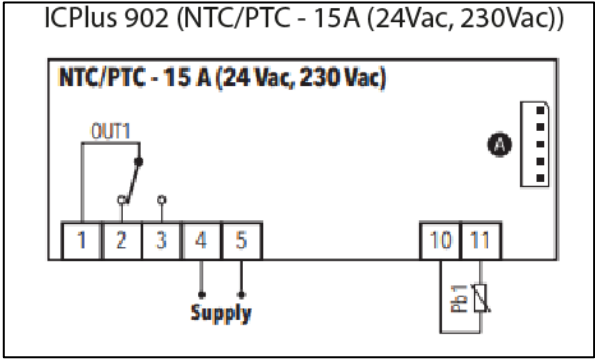 ICPlus 902 (NTC/PTC - 15A (24Vac, 230Vac))
NTC/PTC - 15 A (24 Vac, 230 Vac)
OUT1
A
1 2 3 4 5 10 11
Supply
Pb1